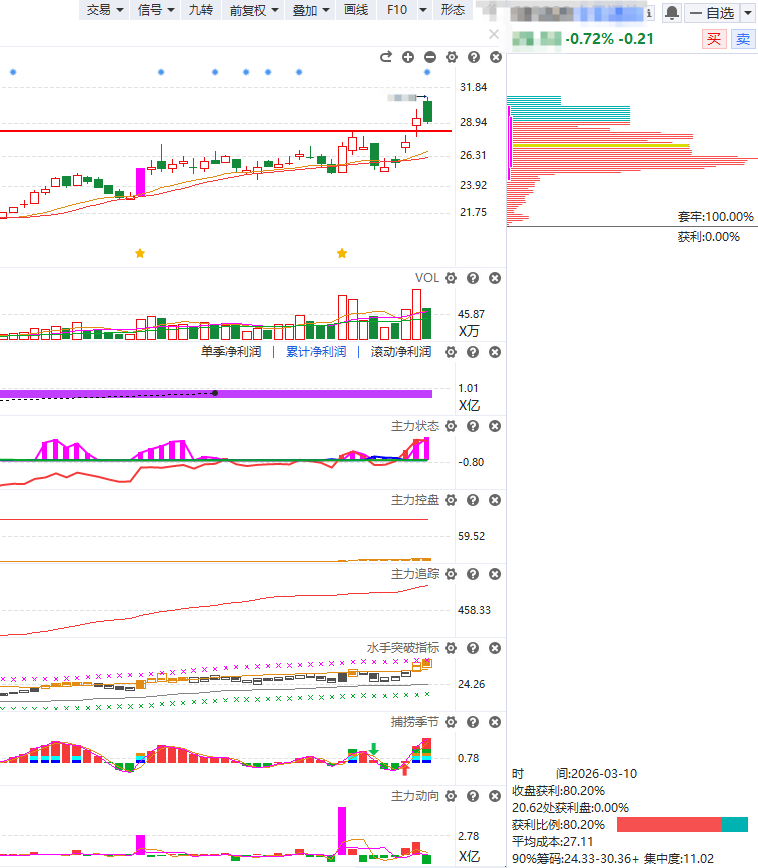 交易 信号 九转 前复权 叠加 画线 F10 形态 自选
-0.72% -0.21 买 卖
31.84
28.94
26.31
23.92
21.75
套牢:100.00%
获利:0.00%
VOL
45.87
X万
单季净利润 | 累计净利润 | 滚动净利润
1.01
X亿
主力状态
-0.80
主力控盘
59.52
主力追踪
458.33
水手突破指标
24.26
捕捞季节
0.78
主力动向
2.78
X亿
时 间:2026-03-10
收盘获利:80.20%
20.62处获利盘:0.00%
获利比例:80.20%
平均成本:27.11
90%筹码:24.33-30.36+ 集中度:11.02